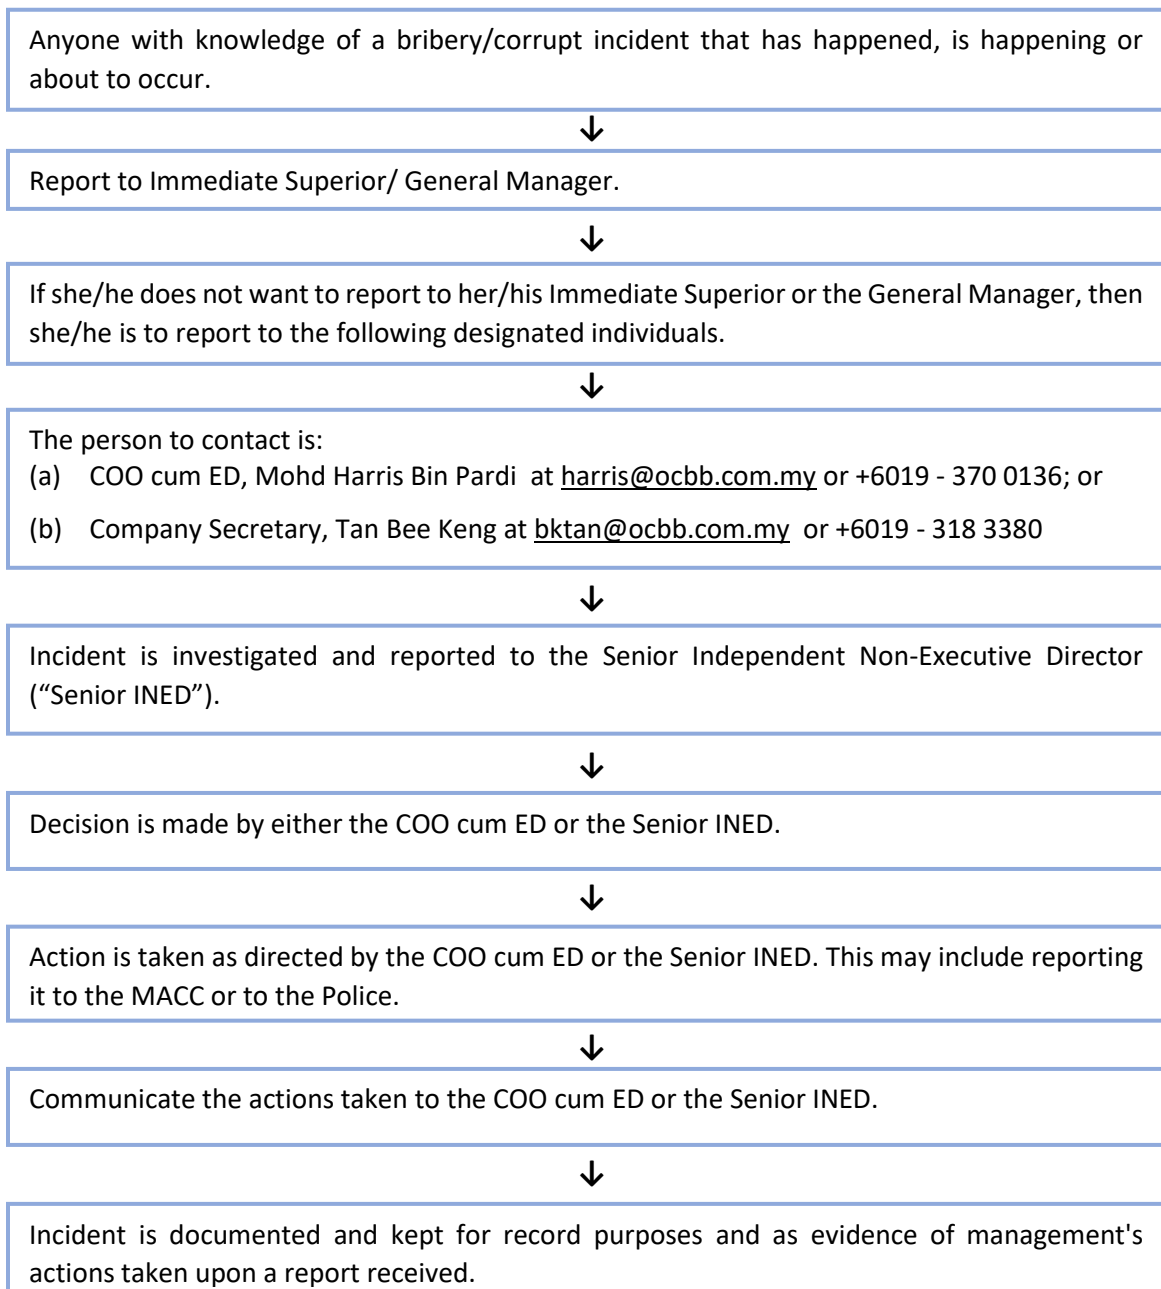 Anyone with knowledge of a bribery/corrupt incident that has happened, is happening or
about to occur.
↓
Report to Immediate Superior/ General Manager.
↓
If she/he does not want to report to her/his Immediate Superior or the General Manager, then
she/he is to report to the following designated individuals.
↓
The person to contact is:
(a) COO cum ED, Mohd Harris Bin Pardi at harris@ocbb.com.my or +6019 - 370 0136; or
(b) Company Secretary, Tan Bee Keng at bktan@ocbb.com.my or +6019 - 318 3380
↓
Incident is investigated and reported to the Senior Independent Non-Executive Director
(“Senior INED”).
↓
Decision is made by either the COO cum ED or the Senior INED.
↓
Action is taken as directed by the COO cum ED or the Senior INED. This may include reporting
it to the MACC or to the Police.
↓
Communicate the actions taken to the COO cum ED or the Senior INED.
↓
Incident is documented and kept for record purposes and as evidence of management's
actions taken upon a report received.